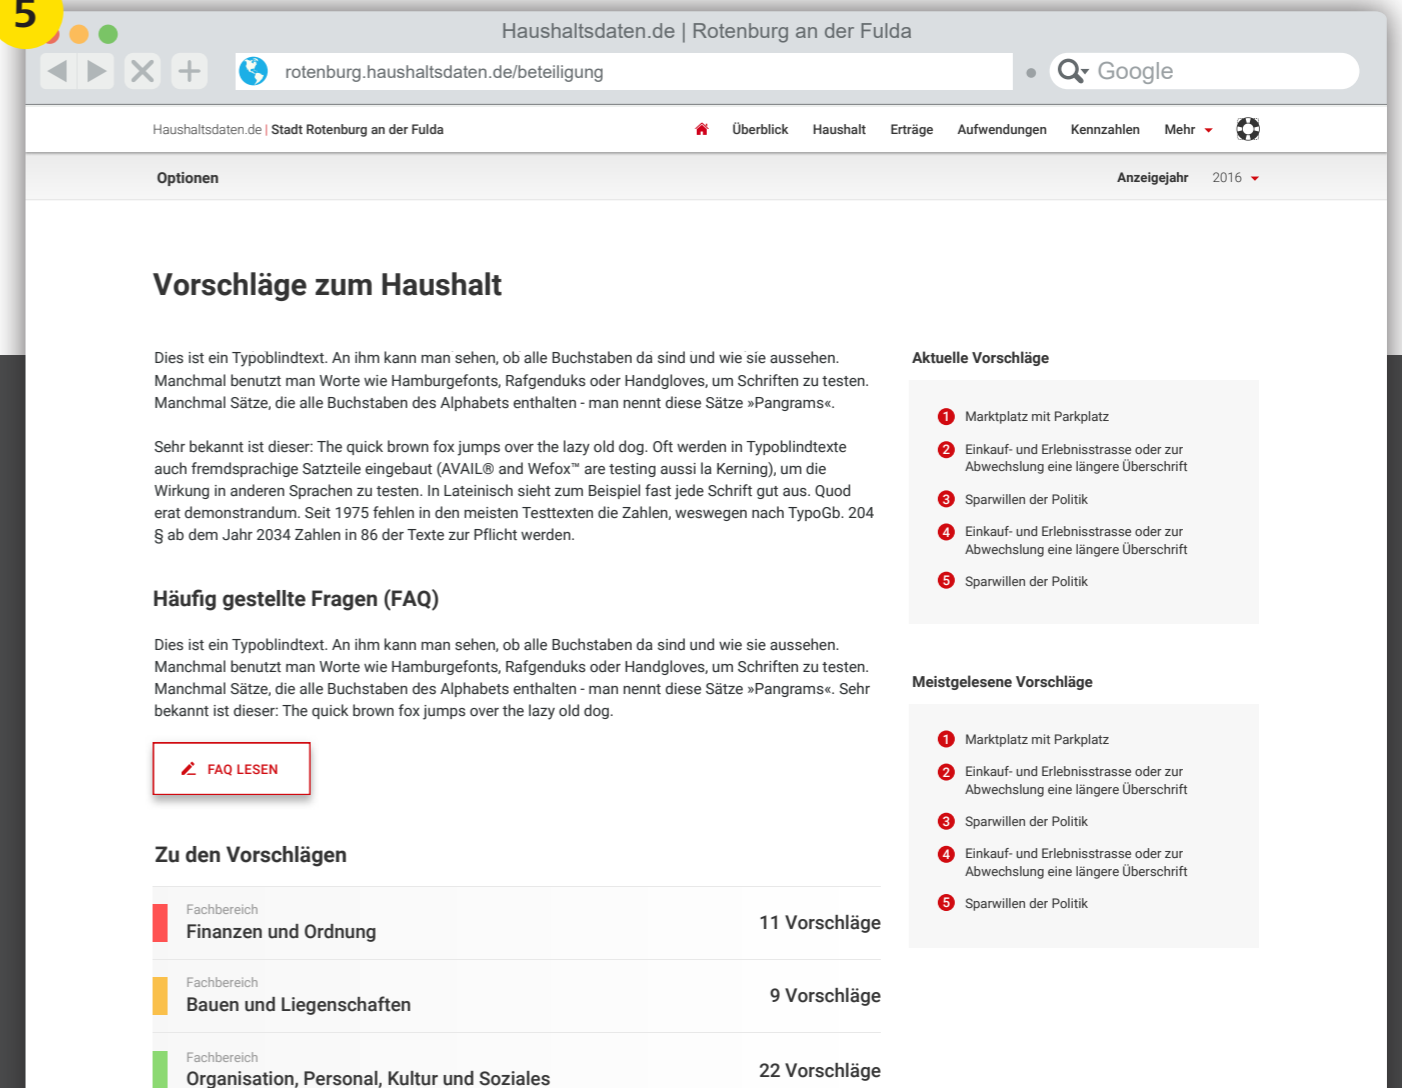 5
Haushaltsdaten.de | Rotenburg an der Fulda
rotenburg.haushaltsdaten.de/beteiligung
Google
Haushaltsdaten.de | Stadt Rotenburg an der Fulda
Überblick Haushalt Erträge Aufwendungen Kennzahlen Mehr
Optionen
Anzeigejahr 2016
Vorschläge zum Haushalt
Dies ist ein Typoblindtext. An ihm kann man sehen, ob alle Buchstaben da sind und wie sie aussehen.
Manchmal benutzt man Worte wie Hamburgefonts, Rafgenduks oder Handgloves, um Schriften zu testen.
Manchmal Sätze, die alle Buchstaben des Alphabets enthalten - man nennt diese Sätze »Pangrams«.
Sehr bekannt ist dieser: The quick brown fox jumps over the lazy old dog. Oft werden in Typoblindtexte
auch fremdsprachige Satzteile eingebaut (AVAIL® and Wefox™ are testing aussi la Kerning), um die
Wirkung in anderen Sprachen zu testen. In Lateinisch sieht zum Beispiel fast jede Schrift gut aus. Quod
erat demonstrandum. Seit 1975 fehlen in den meisten Testtexten die Zahlen, weswegen nach TypoGb. 204
§ ab dem Jahr 2034 Zahlen in 86 der Texte zur Pflicht werden.
Häufig gestellte Fragen (FAQ)
Dies ist ein Typoblindtext. An ihm kann man sehen, ob alle Buchstaben da sind und wie sie aussehen.
Manchmal benutzt man Worte wie Hamburgefonts, Rafgenduks oder Handgloves, um Schriften zu testen.
Manchmal Sätze, die alle Buchstaben des Alphabets enthalten - man nennt diese Sätze »Pangrams«. Sehr
bekannt ist dieser: The quick brown fox jumps over the lazy old dog.
FAQ LESEN
Zu den Vorschlägen
Fachbereich
Finanzen und Ordnung
11 Vorschläge
Fachbereich
Bauen und Liegenschaften
9 Vorschläge
Fachbereich
Organisation, Personal, Kultur und Soziales
22 Vorschläge
Aktuelle Vorschläge
1 Marktplatz mit Parkplatz
2 Einkauf- und Erlebnisstrasse oder zur
Abwechslung eine längere Überschrift
3 Sparwillen der Politik
4 Einkauf- und Erlebnisstrasse oder zur
Abwechslung eine längere Überschrift
5 Sparwillen der Politik
Meistgelesene Vorschläge
1 Marktplatz mit Parkplatz
2 Einkauf- und Erlebnisstrasse oder zur
Abwechslung eine längere Überschrift
3 Sparwillen der Politik
4 Einkauf- und Erlebnisstrasse oder zur
Abwechslung eine längere Überschrift
5 Sparwillen der Politik